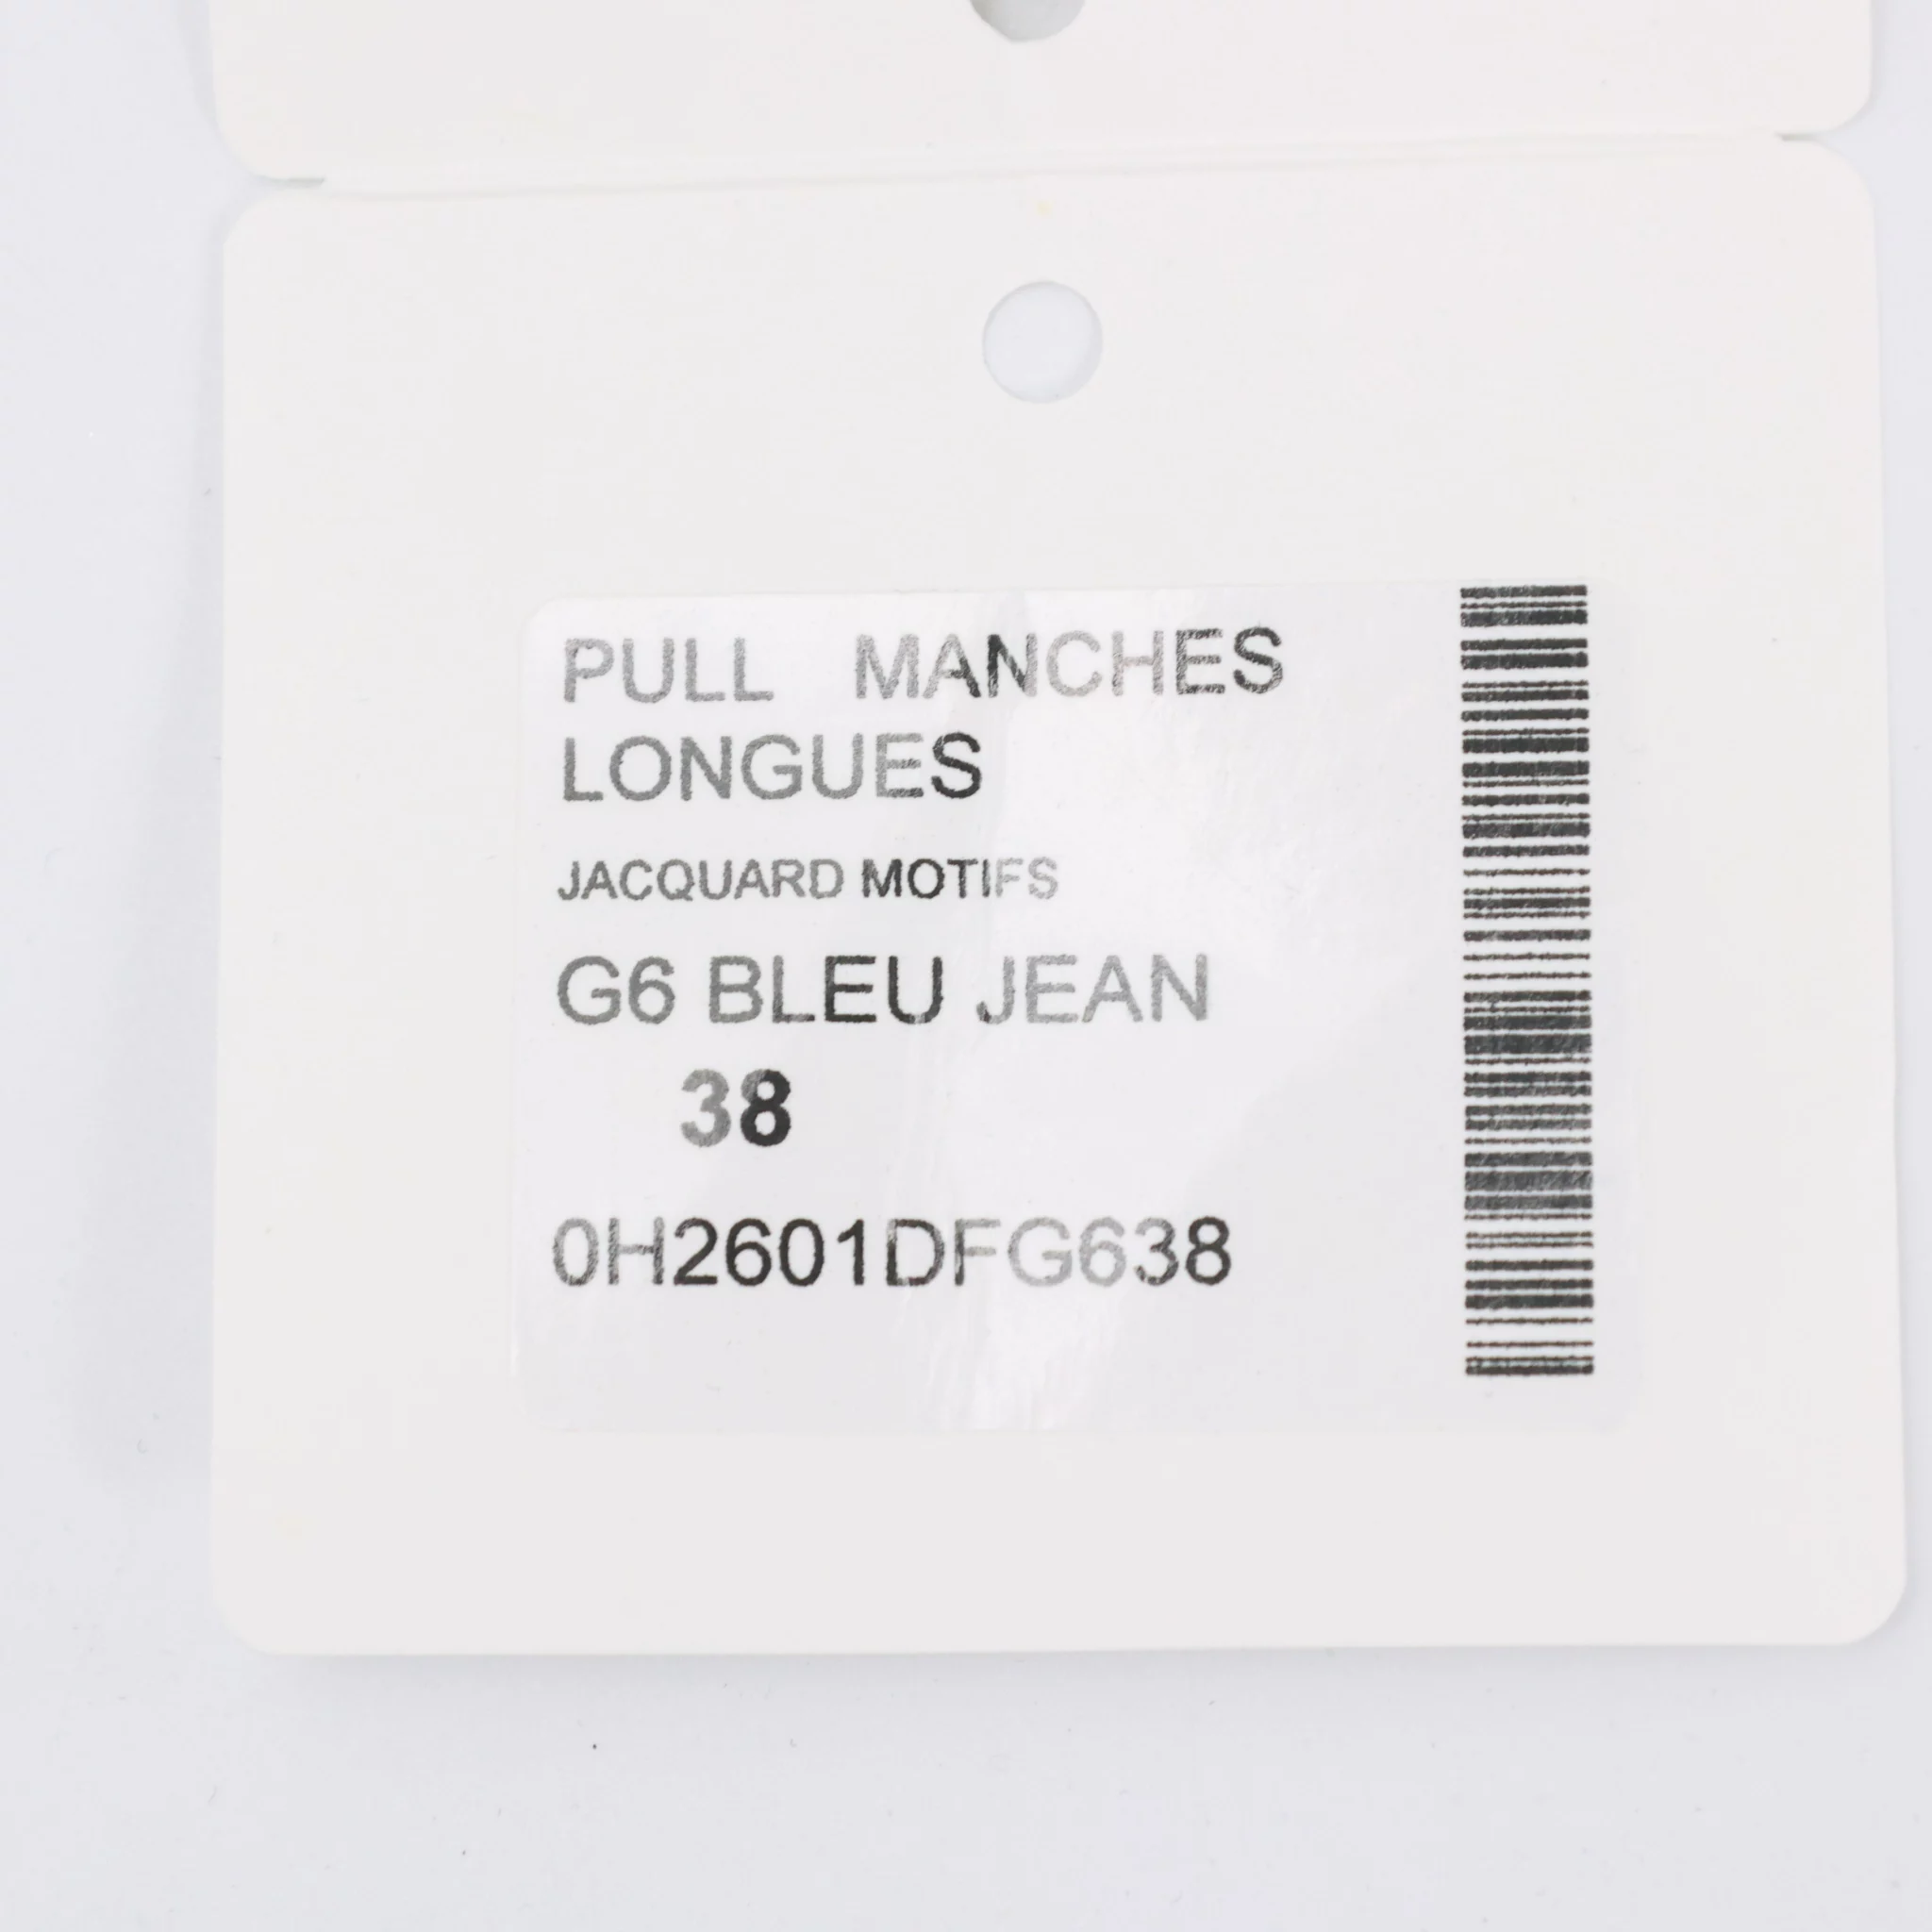 PULL MANCHES
LONGUES
JACQUARD MOTIFS
G6 BLEU JEAN
38
0H2601DFG638